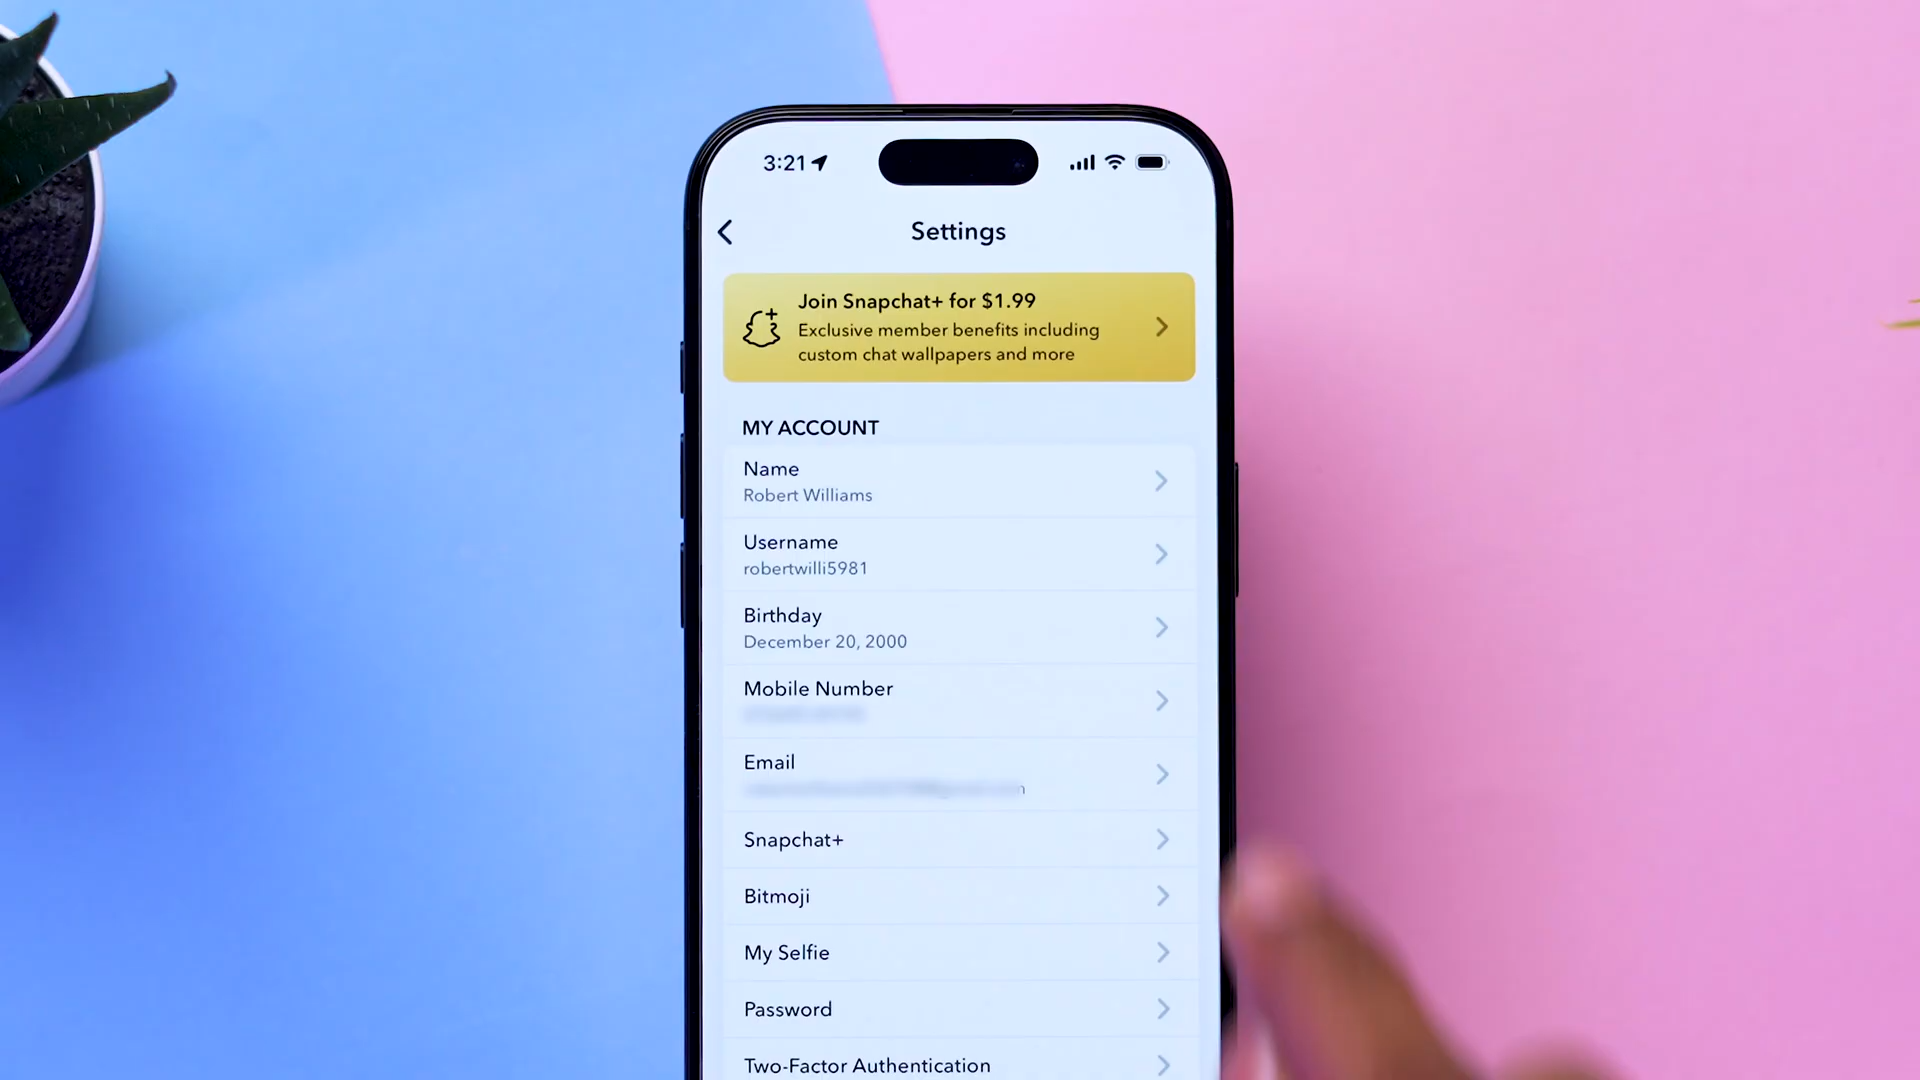 3:21
Settings
Join Snapchat+ for $1.99
Exclusive member benefits including
custom chat wallpapers and more
MY ACCOUNT
Name
Robert Williams
Username
robertwilli5981
Birthday
December 20, 2000
Mobile Number
Email
Snapchat+
Bitmoji
My Selfie
Password
Two-Factor Authentication